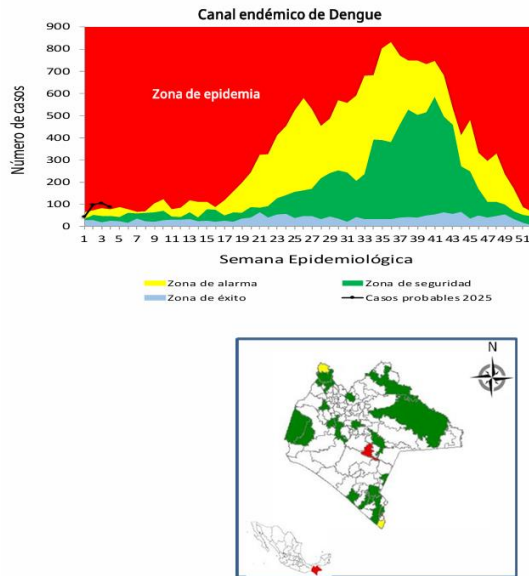 Canal endémico de Dengue
900
800
700
600
500
400
300
200
100
0
Número de casos
Zona de epidemia
1 3 5 7 9 11 13 15 17 19 21 23 25 27 29 31 33 35 37 39 41 43 45 47 49 51
Semana Epidemiológica
Zona de alarma Zona de seguridad
Zona de éxito Casos probables 2025
N